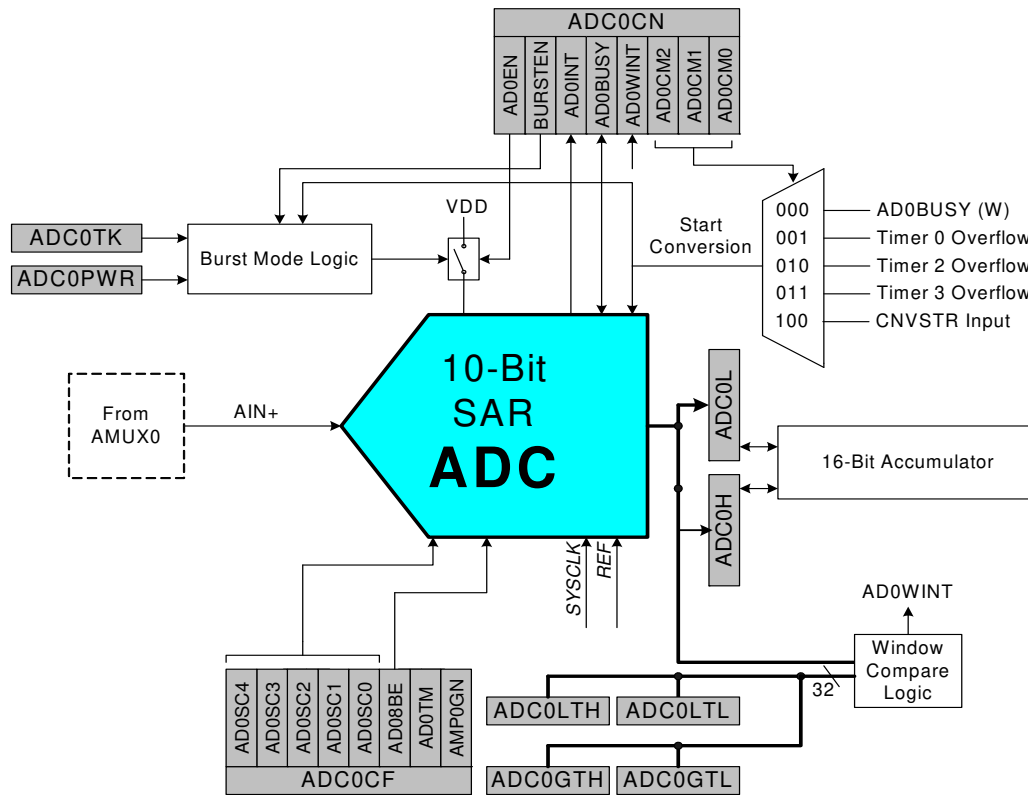 ADC0CN
AD0EN
BURSTEN
AD0INT
AD0BUSY
AD0WINT
AD0CM2
AD0CM1
AD0CM0
VDD
Start
Conversion
000
001
010
011
100
AD0BUSY (W)
Timer 0 Overflow
Timer 2 Overflow
Timer 3 Overflow
CNVSTR Input
ADC0TK
ADC0PWR
Burst Mode Logic
From
AMUX0
AIN+
10-Bit
SAR
ADC
ADC0L
ADC0H
16-Bit Accumulator
SYSCLK
REF
AD0WINT
Window
Compare
Logic
32
AD0SC4
AD0SC3
AD0SC2
AD0SC1
AD0SC0
AD08BE
AD0TM
AMP0GN
ADC0CF
ADC0LTH
ADC0LTL
ADC0GTH
ADC0GTL